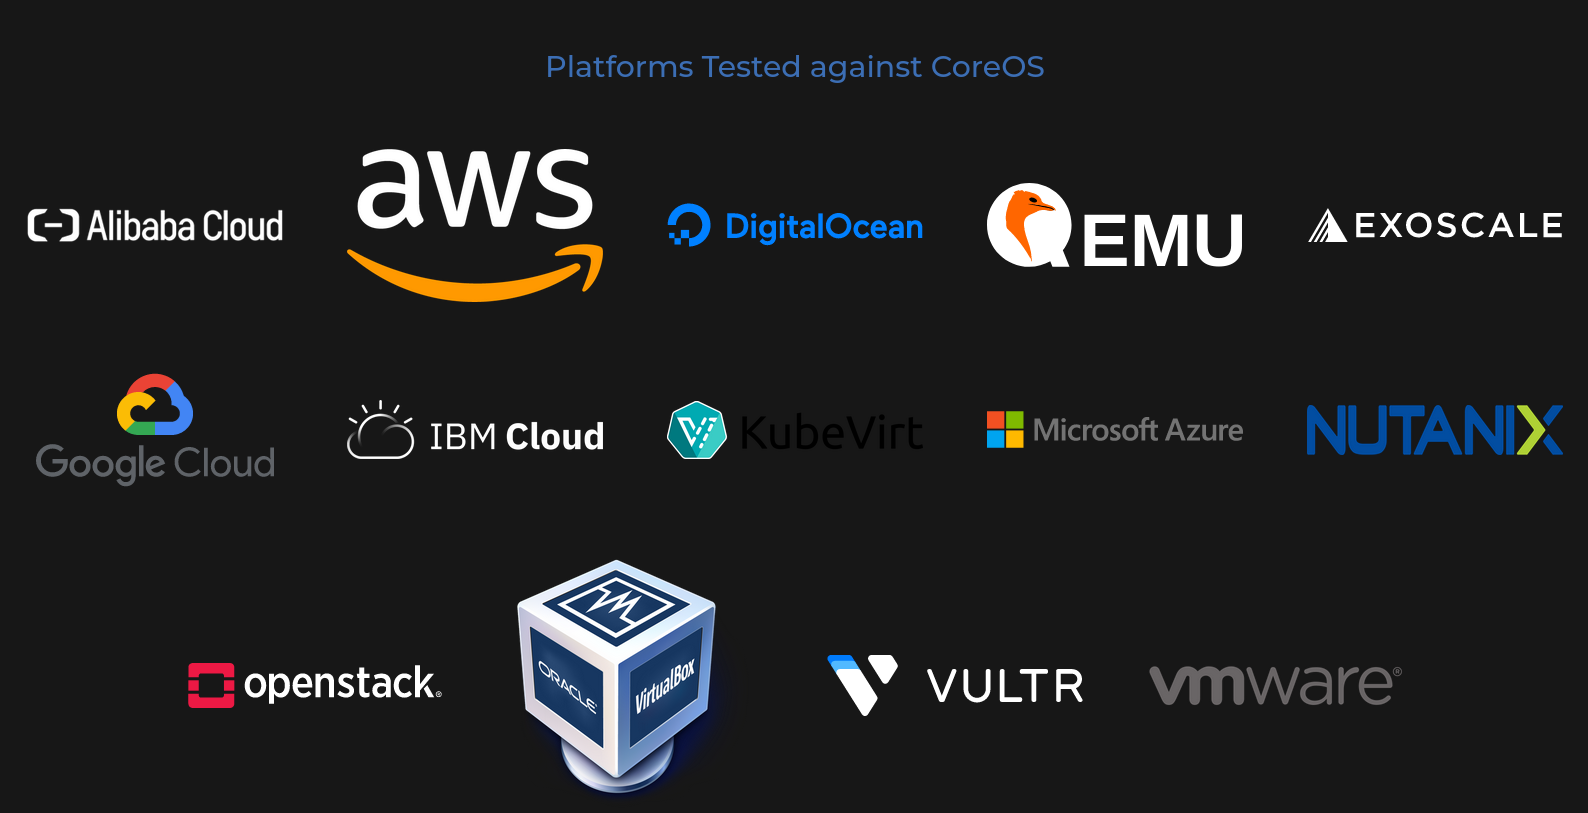 Platforms Tested against CoreOS
Alibaba Cloud
aws
DigitalOcean
QEMU
EXOSCALE
Google Cloud
IBM Cloud
KubeVirt
Microsoft Azure
NUTANIX
openstack®
ORACLE
VirtualBox
VULTR
vmware®